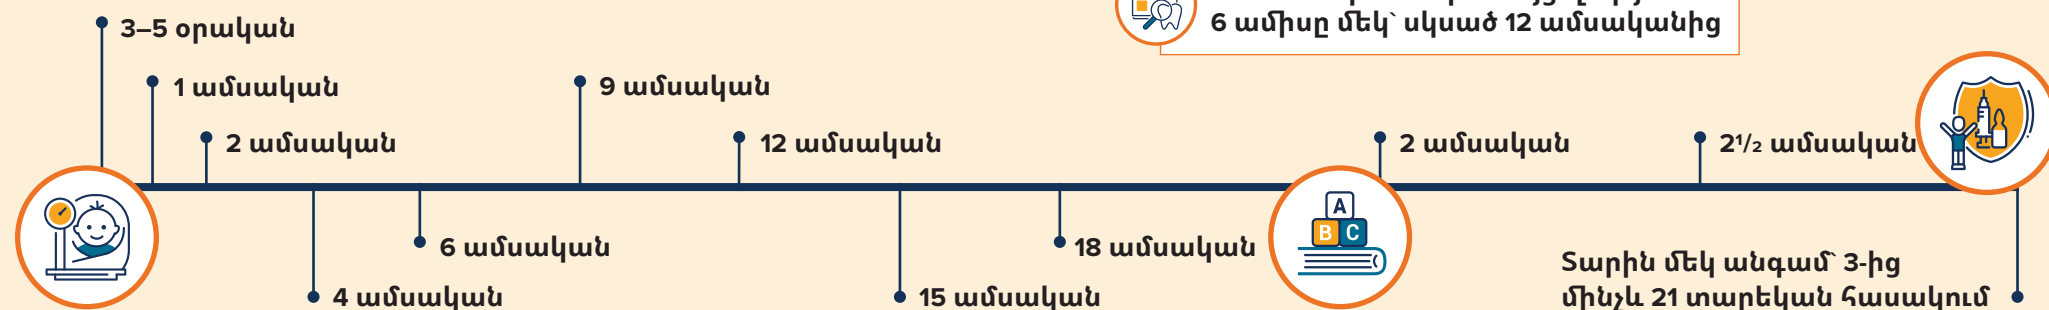 6 ամիսը մեկ՝ սկսած 12 ամսականից
3–5 օրական
1 ամսական
2 ամսական
4 ամսական
6 ամսական
9 ամսական
12 ամսական
15 ամսական
18 ամսական
A
B C
2 ամսական
2½ ամսական
Տարին մեկ անգամ՝ 3-ից
մինչև 21 տարեկան հասակում